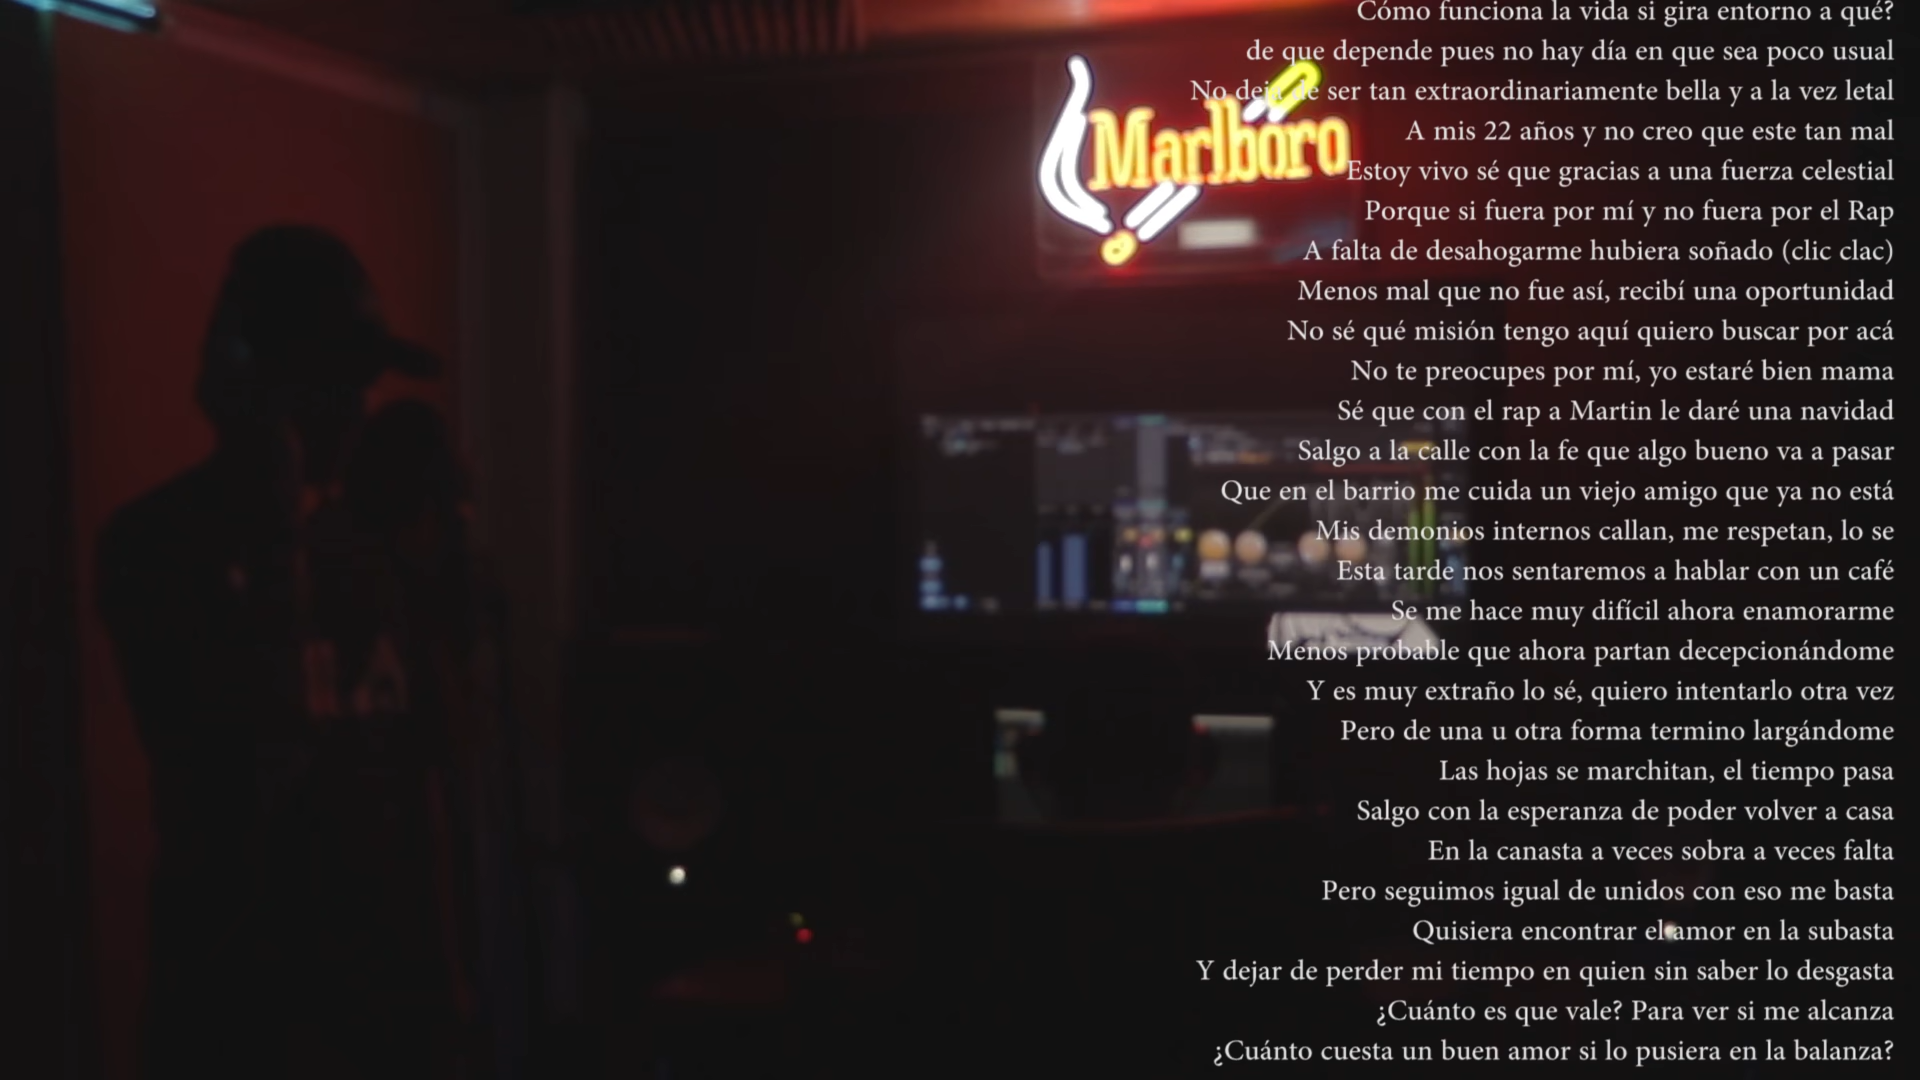 Cómo funciona la vida si gira entorno a qué?
de que depende pues no hay día en que sea poco usual
No deja de ser tan extraordinariamente bella y a la vez letal
A mis 22 años y no creo que este tan mal
Marlboro
Estoy vivo sé que gracias a una fuerza celestial
Porque si fuera por mí y no fuera por el Rap
A falta de desahogarme hubiera soñado (clic clac)
Menos mal que no fue así, recibí una oportunidad
No sé qué misión tengo aquí quiero buscar por acá
No te preocupes por mí, yo estaré bien mama
Sé que con el rap a Martin le daré una navidad
Salgo a la calle con la fe que algo bueno va a pasar
Que en el barrio me cuida un viejo amigo que ya no está
Mis demonios internos callan, me respetan, lo se
Esta tarde nos sentaremos a hablar con un café
Se me hace muy difícil ahora enamorarme
Menos probable que ahora partan decepcionándome
Y es muy extraño lo sé, quiero intentarlo otra vez
Pero de una u otra forma termino largándome
Las hojas se marchitan, el tiempo pasa
Salgo con la esperanza de poder volver a casa
En la canasta a veces sobra a veces falta
Pero seguimos igual de unidos con eso me basta
Quisiera encontrar el amor en la subasta
Y dejar de perder mi tiempo en quien sin saber lo desgasta
¿Cuánto es que vale? Para ver si me alcanza
¿Cuánto cuesta un buen amor si lo pusiera en la balanza?